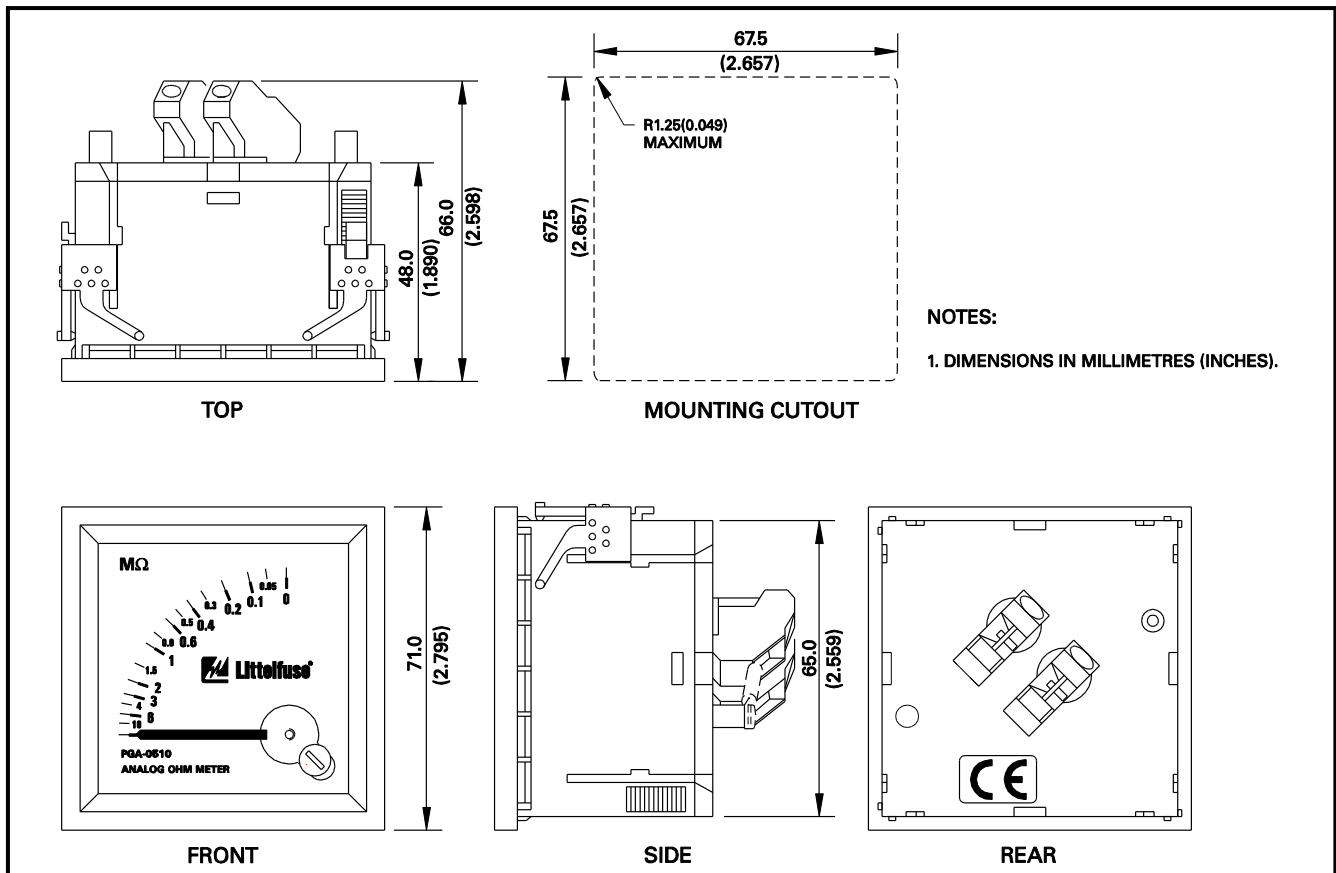 67.5
(2.657)
R1.25(0.049)
MAXIMUM
67.5
(2.657)
66.0
(2.598)
48.0
(1.890)
NOTES:
1. DIMENSIONS IN MILLIMETRES (INCHES).
TOP
MOUNTING CUTOUT
MΩ
0
0.05
0.1
0.2
0.3
0.4
0.5
0.6
0.8
1
1.5
2
3
4
6
10
Littelfuse®
PGA-0510
ANALOG OHM METER
71.0
(2.795)
65.0
(2.559)
CE
FRONT
SIDE
REAR